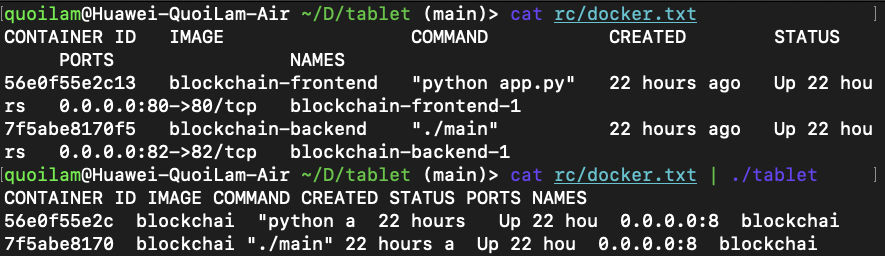 [quoilam@Huawei-QuoiLam-Air ~/D/tablet (main)> cat rc/docker.txt ]
CONTAINER ID   IMAGE                 COMMAND           CREATED        STATUS
     PORTS                NAMES
56e0f55e2c13   blockchain-frontend   "python app.py"   22 hours ago   Up 22 hou
rs   0.0.0.0:80->80/tcp   blockchain-frontend-1
7f5abe8170f5   blockchain-backend    "./main"          22 hours ago   Up 22 hou
rs   0.0.0.0:82->82/tcp   blockchain-backend-1
[quoilam@Huawei-QuoiLam-Air ~/D/tablet (main)> cat rc/docker.txt | ./tablet ]
CONTAINER ID IMAGE COMMAND CREATED STATUS PORTS NAMES
56e0f55e2c  blockchai  "python a  22 hours   Up 22 hou  0.0.0.0:8  blockchai
7f5abe8170  blockchai "./main" 22 hours a  Up 22 hou  0.0.0.0:8  blockchai